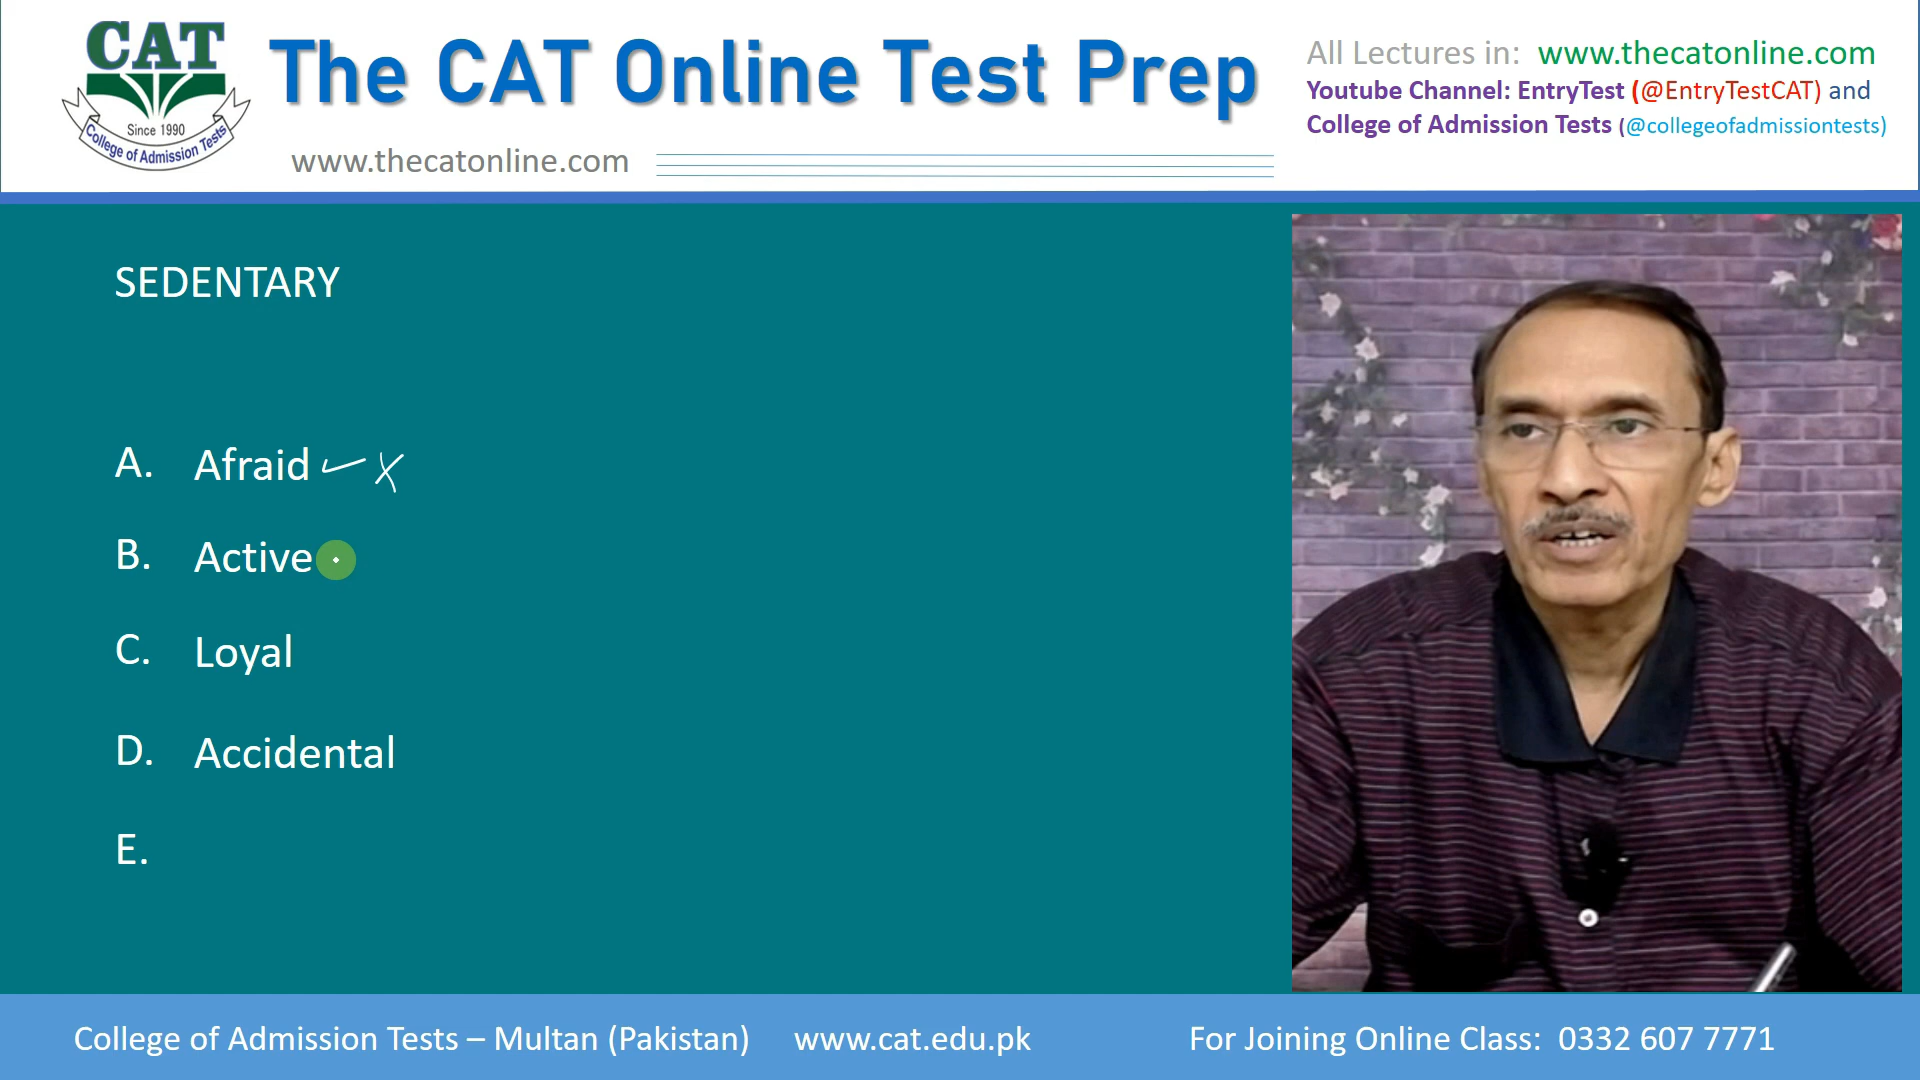 CAT
Since 1990
College of Admission Tests
The CAT Online Test Prep
www.thecatonline.com
All Lectures in: www.thecatonline.com
Youtube Channel: EntryTest (@EntryTestCAT) and
College of Admission Tests (@collegeofadmissiontests)
SEDENTARY
A. Afraid
B. Active
C. Loyal
D. Accidental
E.
College of Admission Tests – Multan (Pakistan) www.cat.edu.pk For Joining Online Class: 0332 607 7771